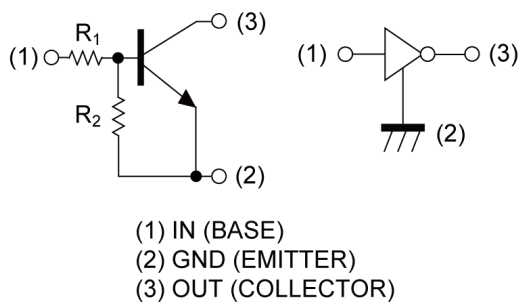 (3)
R1
(1)
R2
(2)
(1)
(3)
(2)
(1) IN (BASE)
(2) GND (EMITTER)
(3) OUT (COLLECTOR)